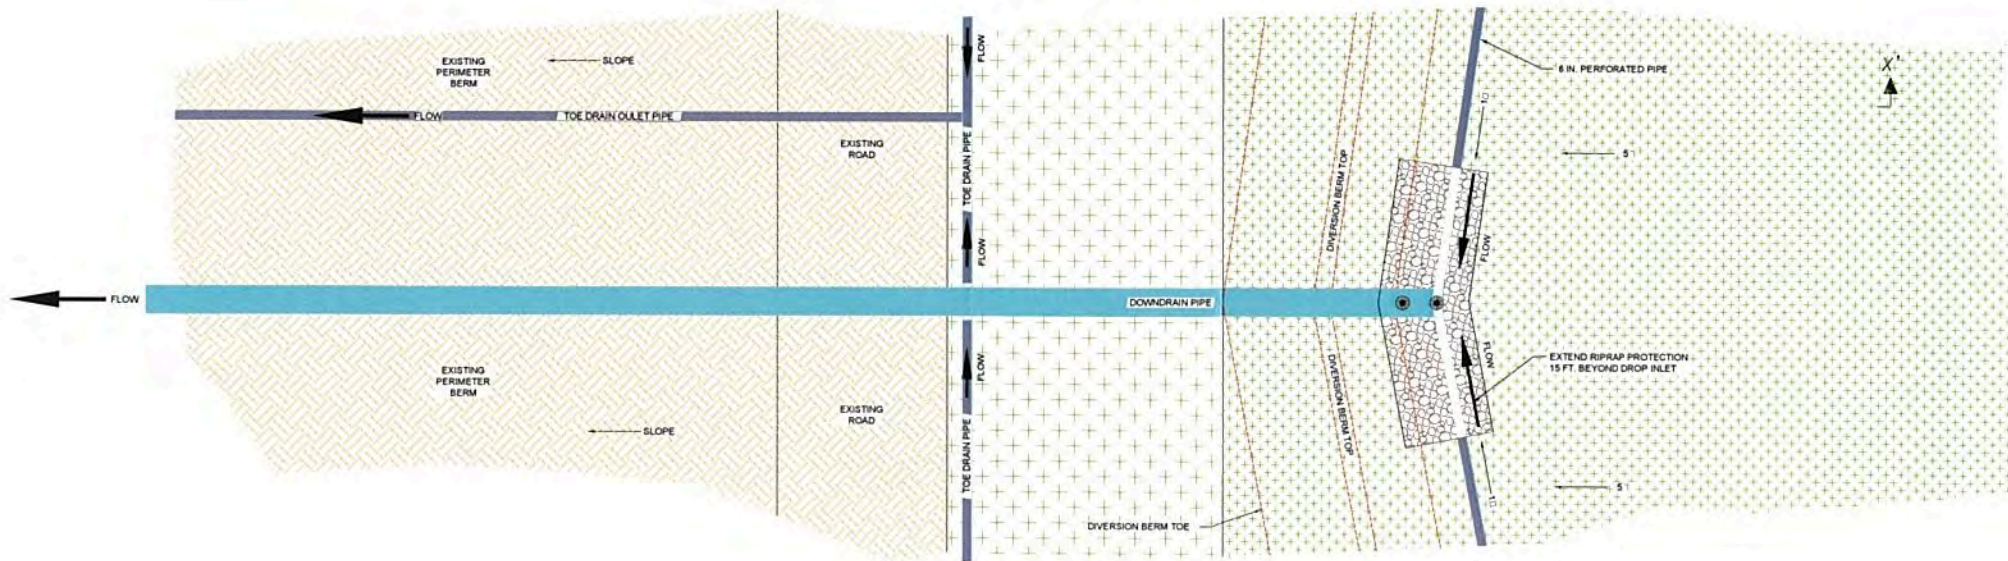 EXISTING
PERIMETER
BERM
SLOPE
FLOW
TOE DRAIN OULET PIPE
EXISTING
ROAD
FLOW
TOE DRAIN PIPE
FLOW
DIVERSION BERM TOP
6 IN. PERFORATED PIPE
X'
FLOW
FLOW
DOWNDRAIN PIPE
EXISTING
PERIMETER
BERM
SLOPE
EXISTING
ROAD
FLOW
TOE DRAIN PIPE
DIVERSION BERM TOP
FLOW
EXTEND RIPRAP PROTECTION
15 FT. BEYOND DROP INLET
DIVERSION BERM TOE